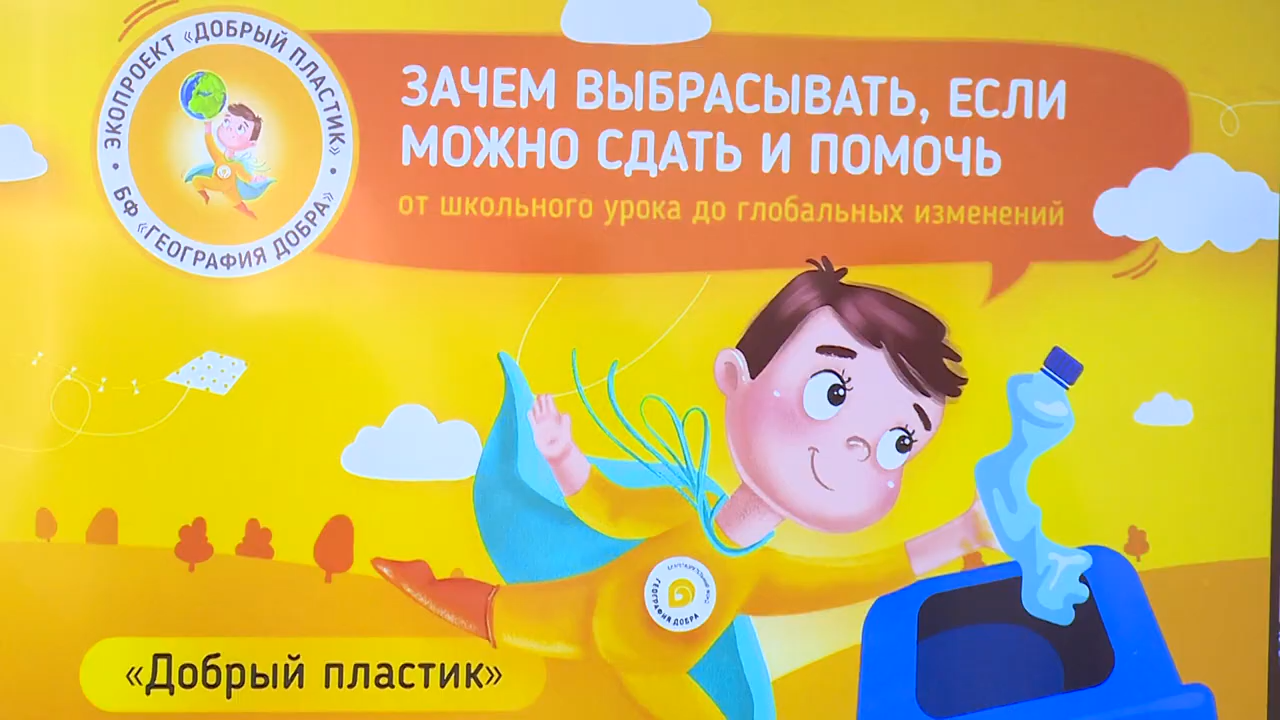 ЭКОПРОЕКТ «ДОБРЫЙ ПЛАСТИК»
БФ «ГЕОГРАФИЯ ДОБРА»
ЗАЧЕМ ВЫБРАСЫВАТЬ, ЕСЛИ
МОЖНО СДАТЬ И ПОМОЧЬ
от школьного урока до глобальных изменений
ГЕОГРАФИЯ ДОБРА
«Добрый пластик»